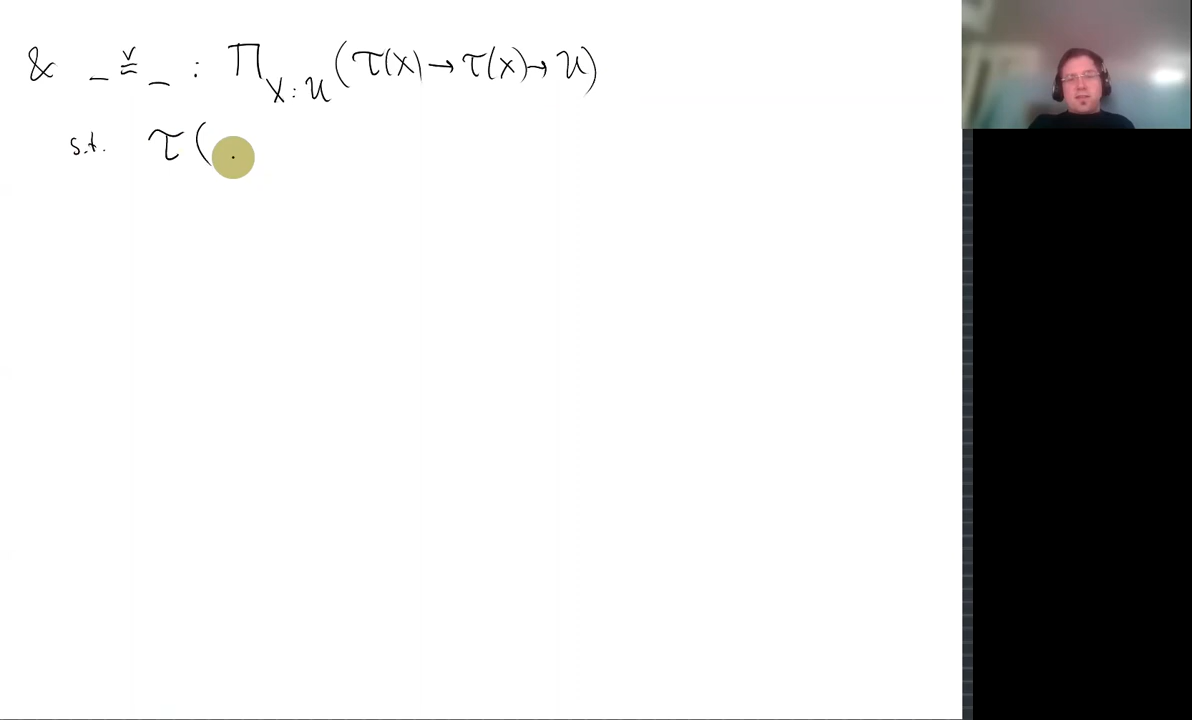 & _ ≚ _ : Π_{X:𝒰} (τ(X) → τ(X) → 𝒰)
s.t. τ(